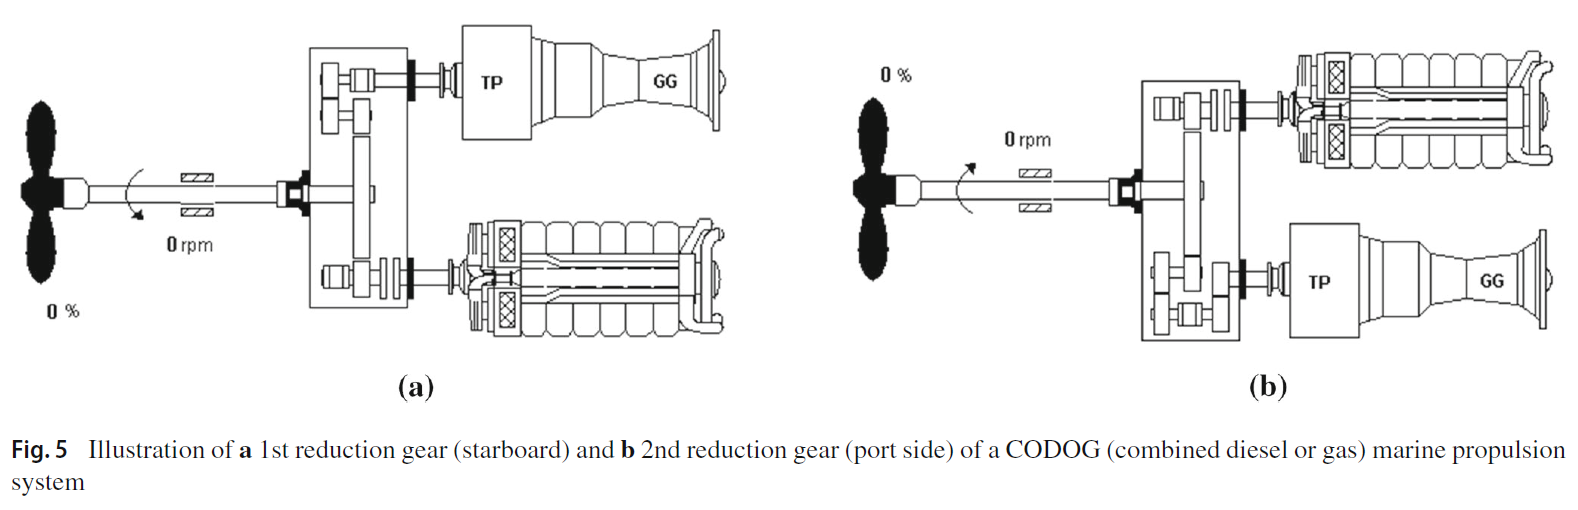 TP
GG
0 rpm
0 %
(a)
0 %
0 rpm
TP
GG
(b)
Fig. 5 Illustration of a 1st reduction gear (starboard) and b 2nd reduction gear (port side) of a CODOG (combined diesel or gas) marine propulsion
system